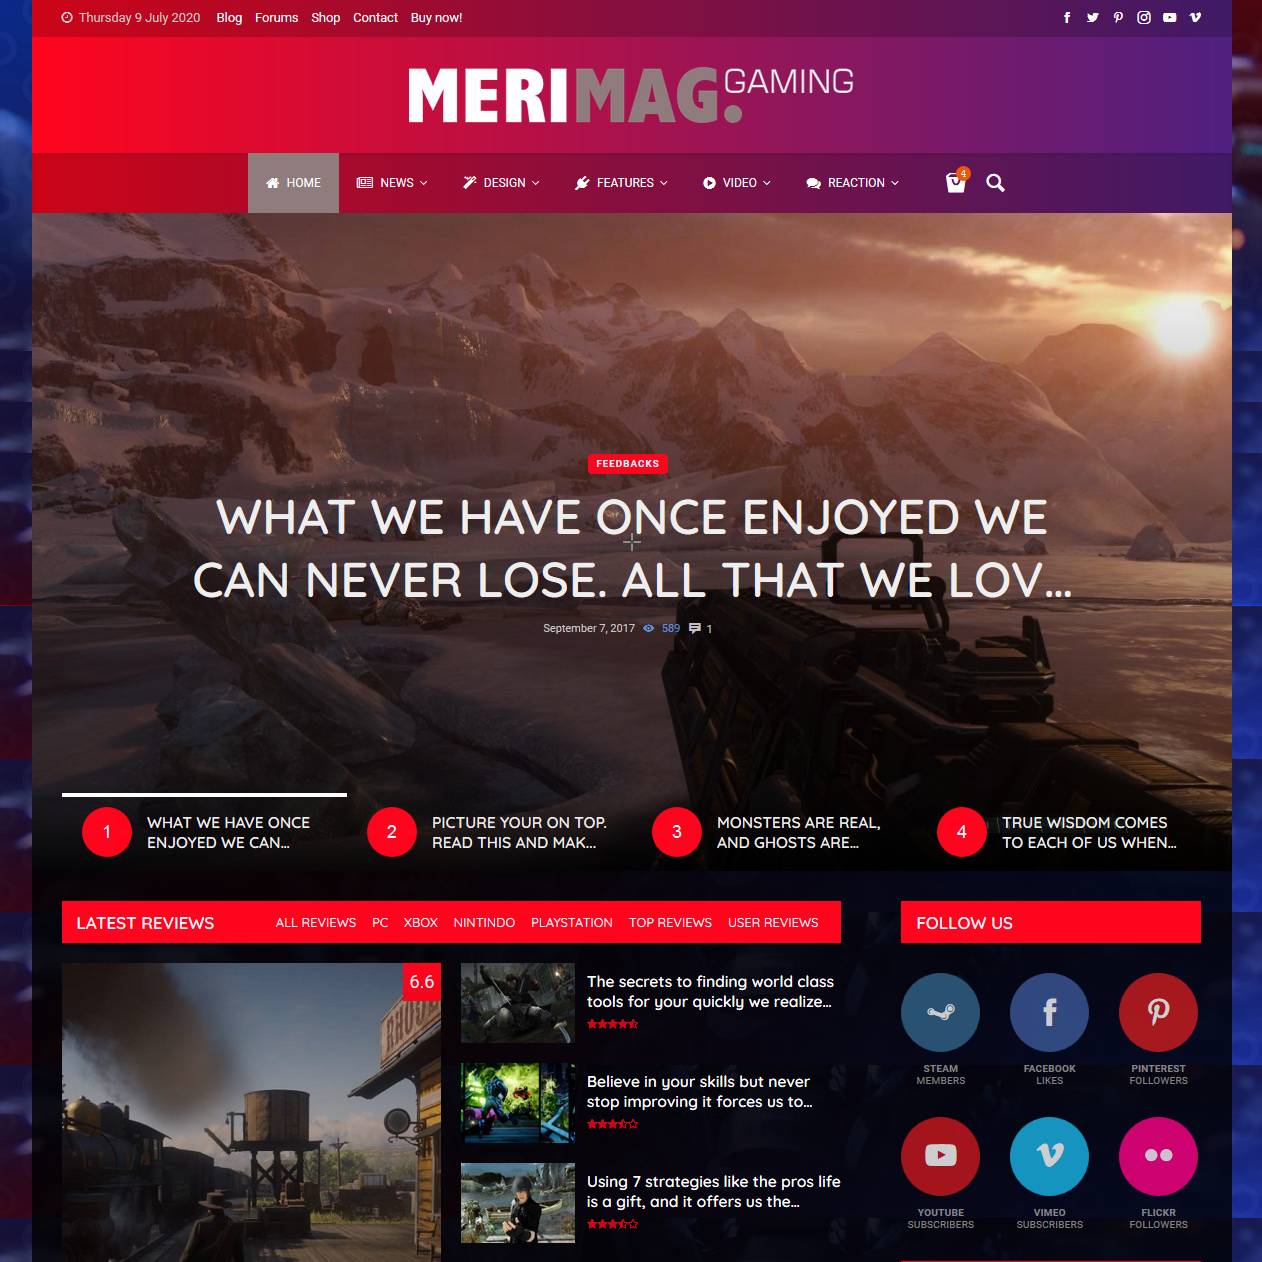 Thursday 9 July 2020 Blog Forums Shop Contact Buy now!
MERIMAG. GAMING
HOME NEWS DESIGN FEATURES VIDEO REACTION 4
FEEDBACKS
WHAT WE HAVE ONCE ENJOYED WE
CAN NEVER LOSE. ALL THAT WE LOV...
September 7, 2017 589 1
1 WHAT WE HAVE ONCE
ENJOYED WE CAN...
2 PICTURE YOUR ON TOP.
READ THIS AND MAK...
3 MONSTERS ARE REAL,
AND GHOSTS ARE...
4 TRUE WISDOM COMES
TO EACH OF US WHEN...
LATEST REVIEWS ALL REVIEWS PC XBOX NINTINDO PLAYSTATION TOP REVIEWS USER REVIEWS
6.6
The secrets to finding world class
tools for your quickly we realize...
Believe in your skills but never
stop improving it forces us to...
Using 7 strategies like the pros life
is a gift, and it offers us the...
FOLLOW US
STEAM
MEMBERS
FACEBOOK
LIKES
PINTEREST
FOLLOWERS
YOUTUBE
SUBSCRIBERS
VIMEO
SUBSCRIBERS
FLICKR
FOLLOWERS